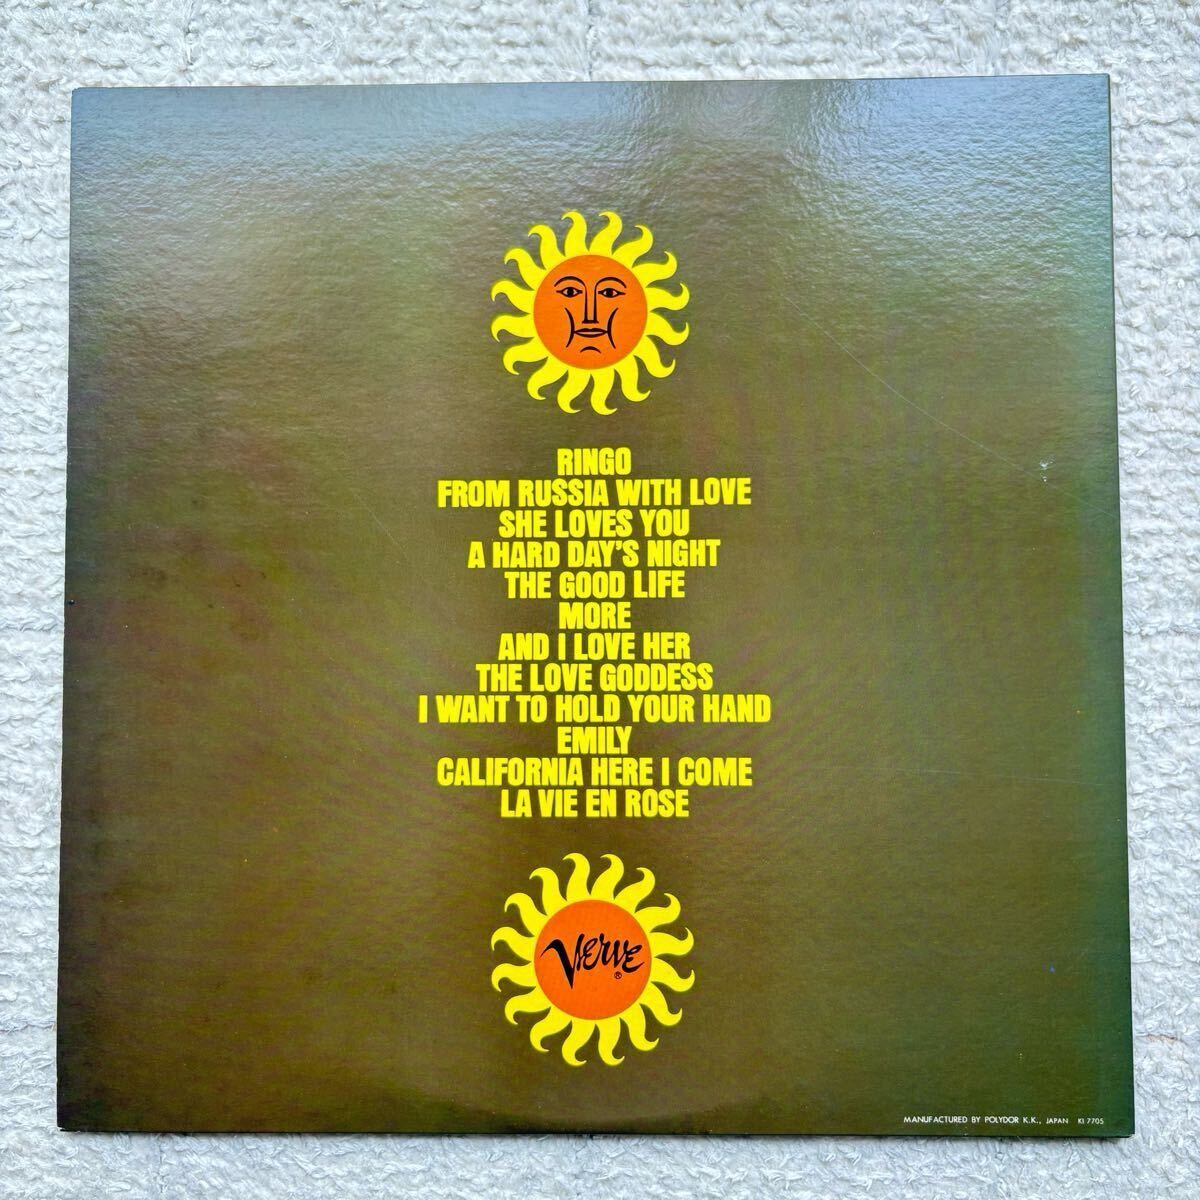 RINGO
FROM RUSSIA WITH LOVE
SHE LOVES YOU
A HARD DAY'S NIGHT
THE GOOD LIFE
MORE
AND I LOVE HER
THE LOVE GODDESS
I WANT TO HOLD YOUR HAND
EMILY
CALIFORNIA HERE I COME
LA VIE EN ROSE
Verve®
MANUFACTURED BY POLYDOR K.K., JAPAN KI 7705